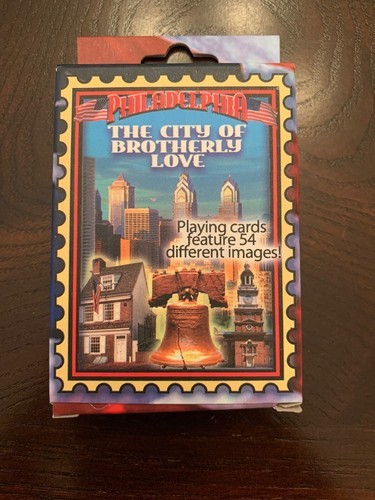 PHILADELPHIA
THE CITY OF
BROTHERLY
LOVE
Playing cards
feature 54
different images!